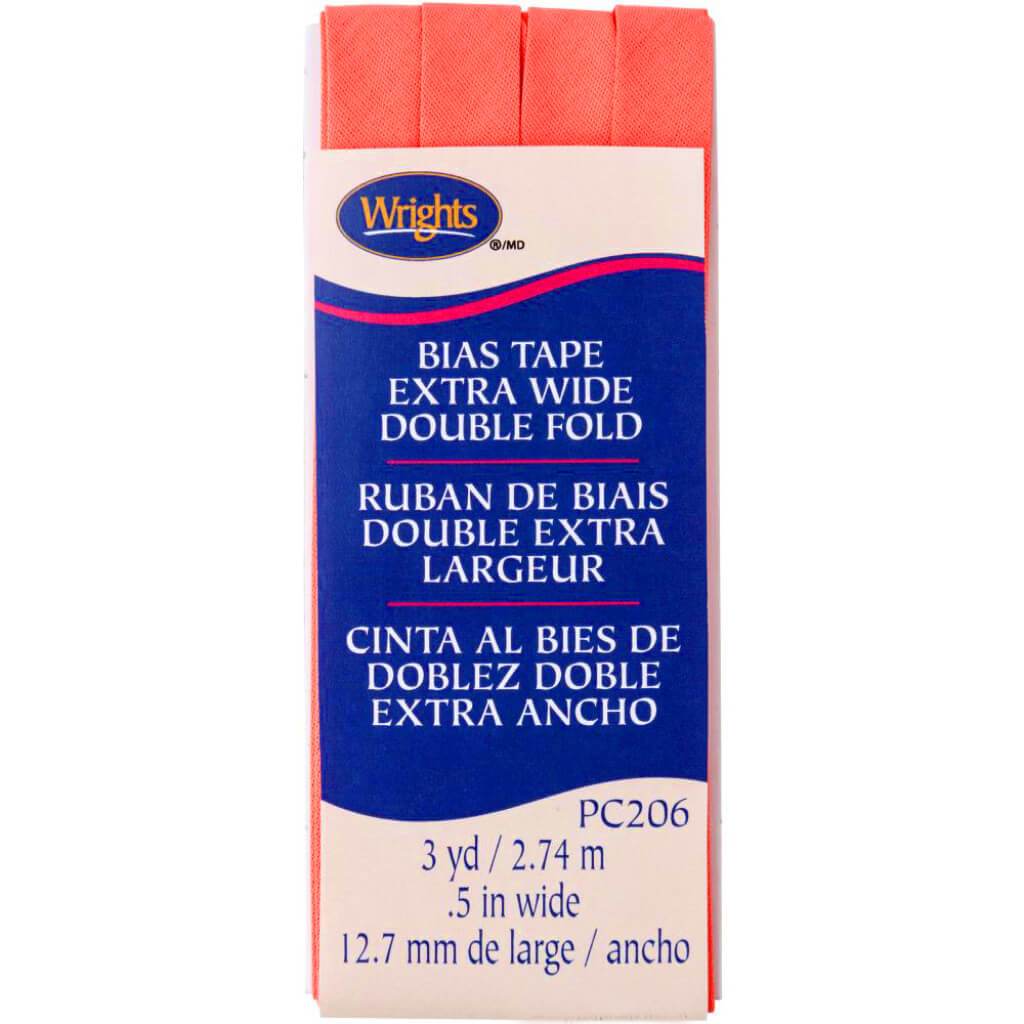 Wrights
®/MD
BIAS TAPE
EXTRA WIDE
DOUBLE FOLD
RUBAN DE BIAIS
DOUBLE EXTRA
LARGEUR
CINTA AL BIES DE
DOBLEZ DOBLE
EXTRA ANCHO
PC206
3 yd / 2.74 m
.5 in wide
12.7 mm de large / ancho